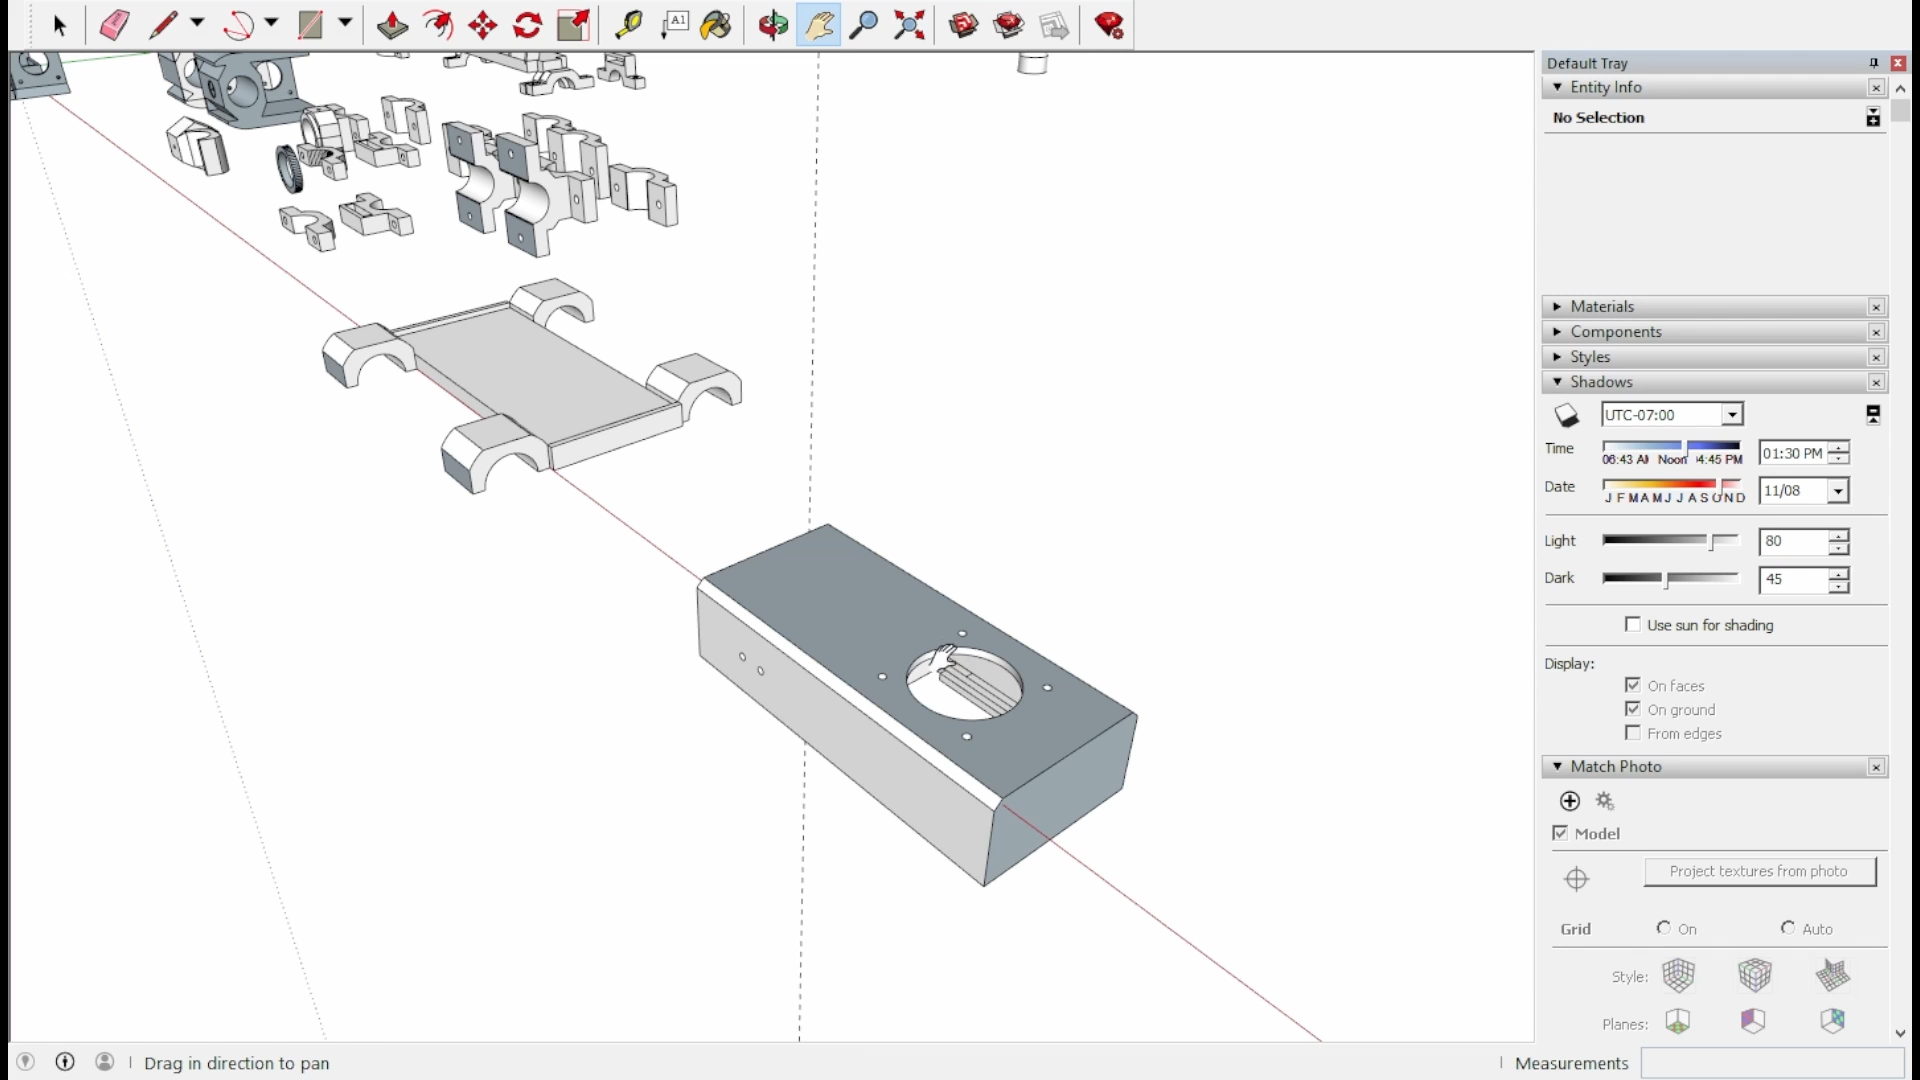 A1
Default Tray
Entity Info
No Selection
Materials
Components
Styles
Shadows
UTC-07:00
Time
06:43 AM Noon 4:45 PM
01:30 PM
Date
J F M A M J J A S O N D
11/08
Light
80
Dark
45
Use sun for shading
Display:
On faces
On ground
From edges
Match Photo
Model
Project textures from photo
Grid
On
Auto
Style:
Planes:
Drag in direction to pan
Measurements